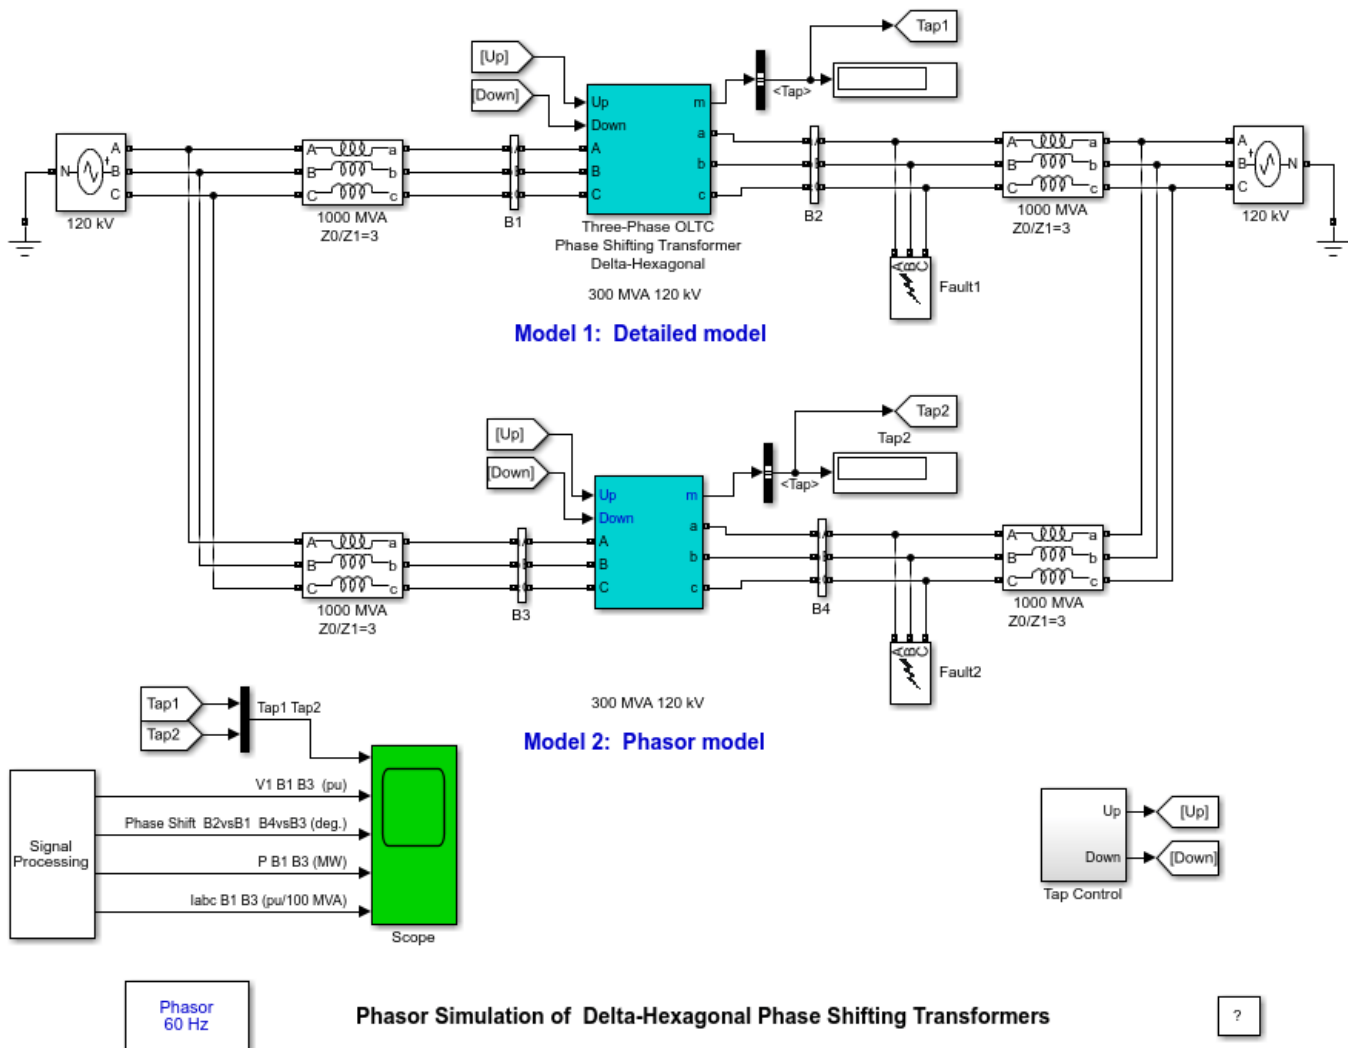 Tap1
[Up]
[Down]
<Tap>
Up
Down
A
B
C
m
a
b
c
N
A
B
C
120 kV
A
B
C
a
b
c
1000 MVA
Z0/Z1=3
B1
Three-Phase OLTC
Phase Shifting Transformer
Delta-Hexagonal
300 MVA 120 kV
B2
A
B
C
a
b
c
1000 MVA
Z0/Z1=3
A
B
C
N
120 kV
A B C
Fault1
Model 1:  Detailed model
Tap2
Tap2
[Up]
[Down]
<Tap>
Up
Down
A
B
C
m
a
b
c
A
B
C
a
b
c
1000 MVA
Z0/Z1=3
B3
B4
A
B
C
a
b
c
1000 MVA
Z0/Z1=3
A B C
Fault2
300 MVA 120 kV
Model 2:  Phasor model
Tap1
Tap2
Tap1 Tap2
Signal
Processing
V1 B1 B3  (pu)
Phase Shift  B2vsB1  B4vsB3 (deg.)
P B1 B3 (MW)
Iabc B1 B3 (pu/100 MVA)
Scope
Up
Down
[Up]
[Down]
Tap Control
Phasor
60 Hz
Phasor Simulation of  Delta-Hexagonal Phase Shifting Transformers
?